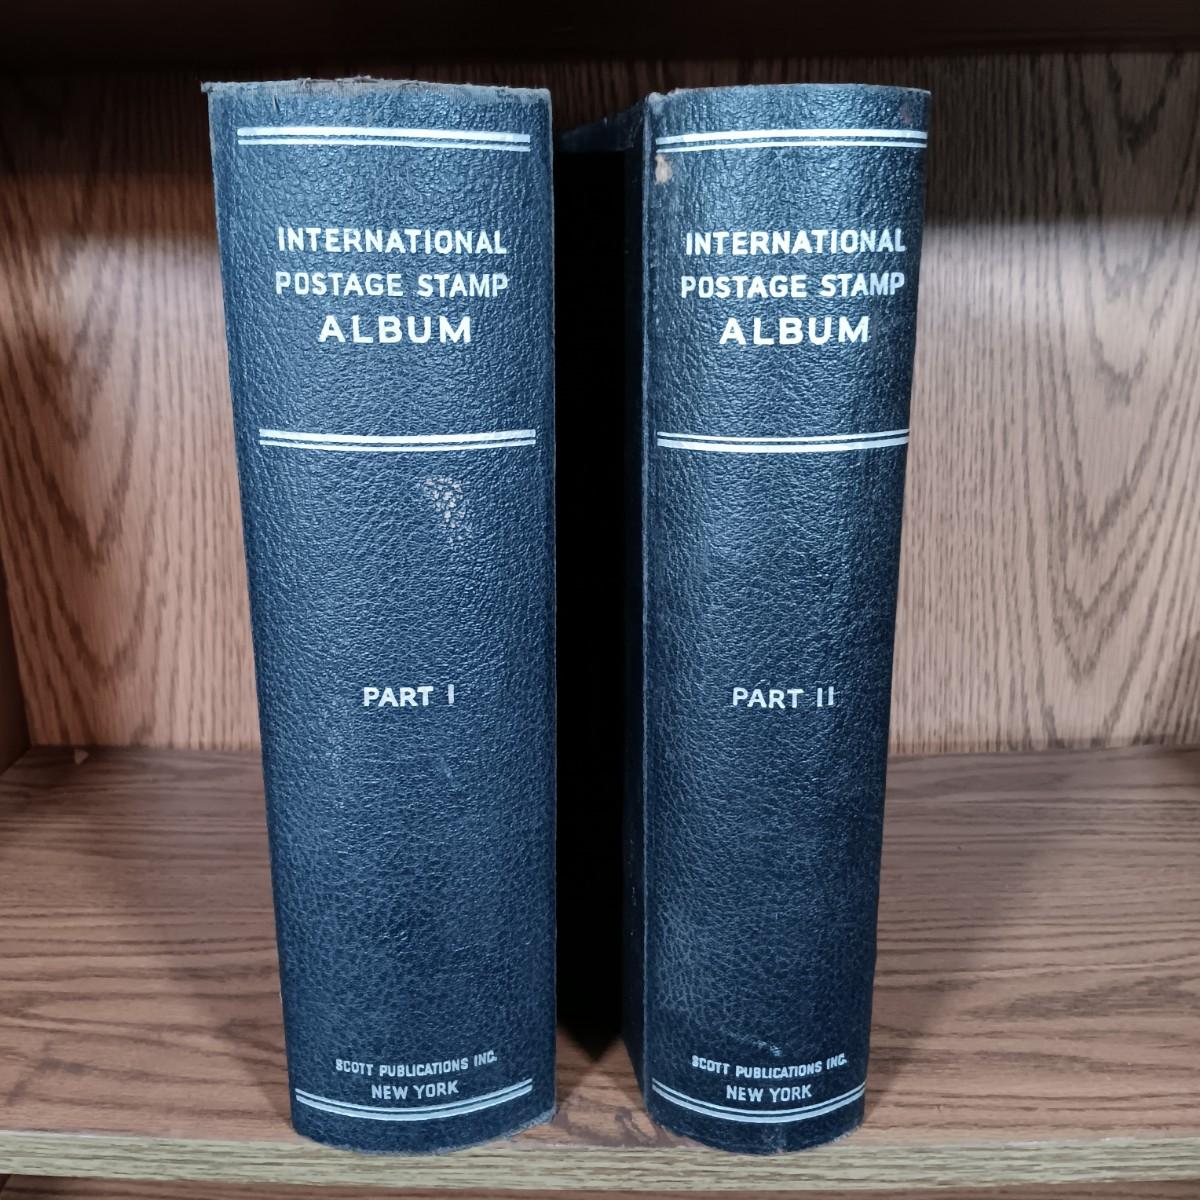 INTERNATIONAL
POSTAGE STAMP
ALBUM
PART I
SCOTT PUBLICATIONS INC.
NEW YORK
INTERNATIONAL
POSTAGE STAMP
ALBUM
PART II
SCOTT PUBLICATIONS INC.
NEW YORK